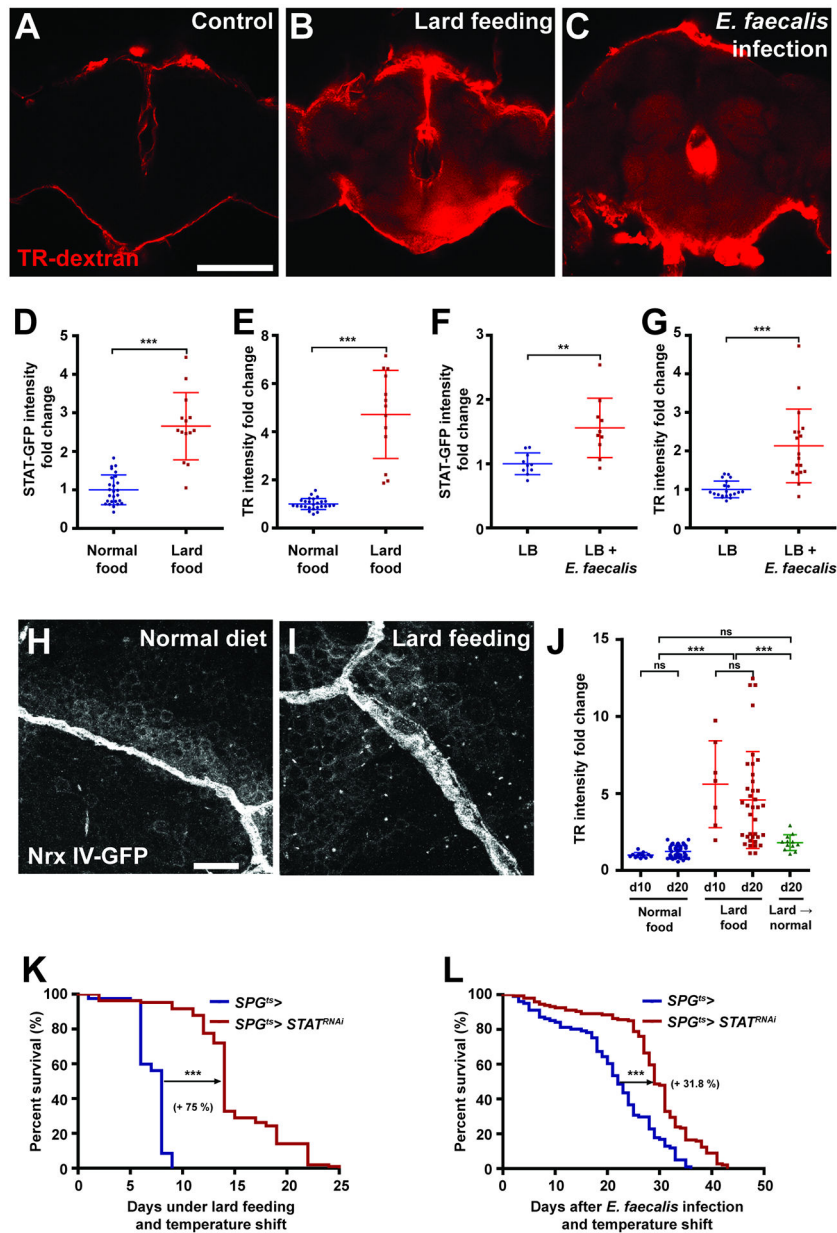 A
Control
B
Lard feeding
C
E. faecalis
infection
TR-dextran
D
STAT-GFP intensity
fold change
5
4
3
2
1
0
***
Normal
food
Lard
food
E
TR intensity fold change
8
6
4
2
0
***
Normal
food
Lard
food
F
STAT-GFP intensity
fold change
3
2
1
0
**
LB
LB +
E. faecalis
G
TR intensity fold change
5
4
3
2
1
0
***
LB
LB +
E. faecalis
H
Normal diet
Nrx IV-GFP
I
Lard feeding
J
TR intensity fold change
15
10
5
0
ns
***
***
ns
ns
d10
d20
d10
d20
d20
Normal
food
Lard
food
Lard →
normal
K
Percent survival (%)
100
80
60
40
20
0
SPGts>
SPGts> STATRNAi
***
(+ 75 %)
0
5
10
15
20
25
Days under lard feeding
and temperature shift
L
Percent survival (%)
100
80
60
40
20
0
SPGts>
SPGts> STATRNAi
***
(+ 31.8 %)
0
10
20
30
40
50
Days after E. faecalis infection
and temperature shift